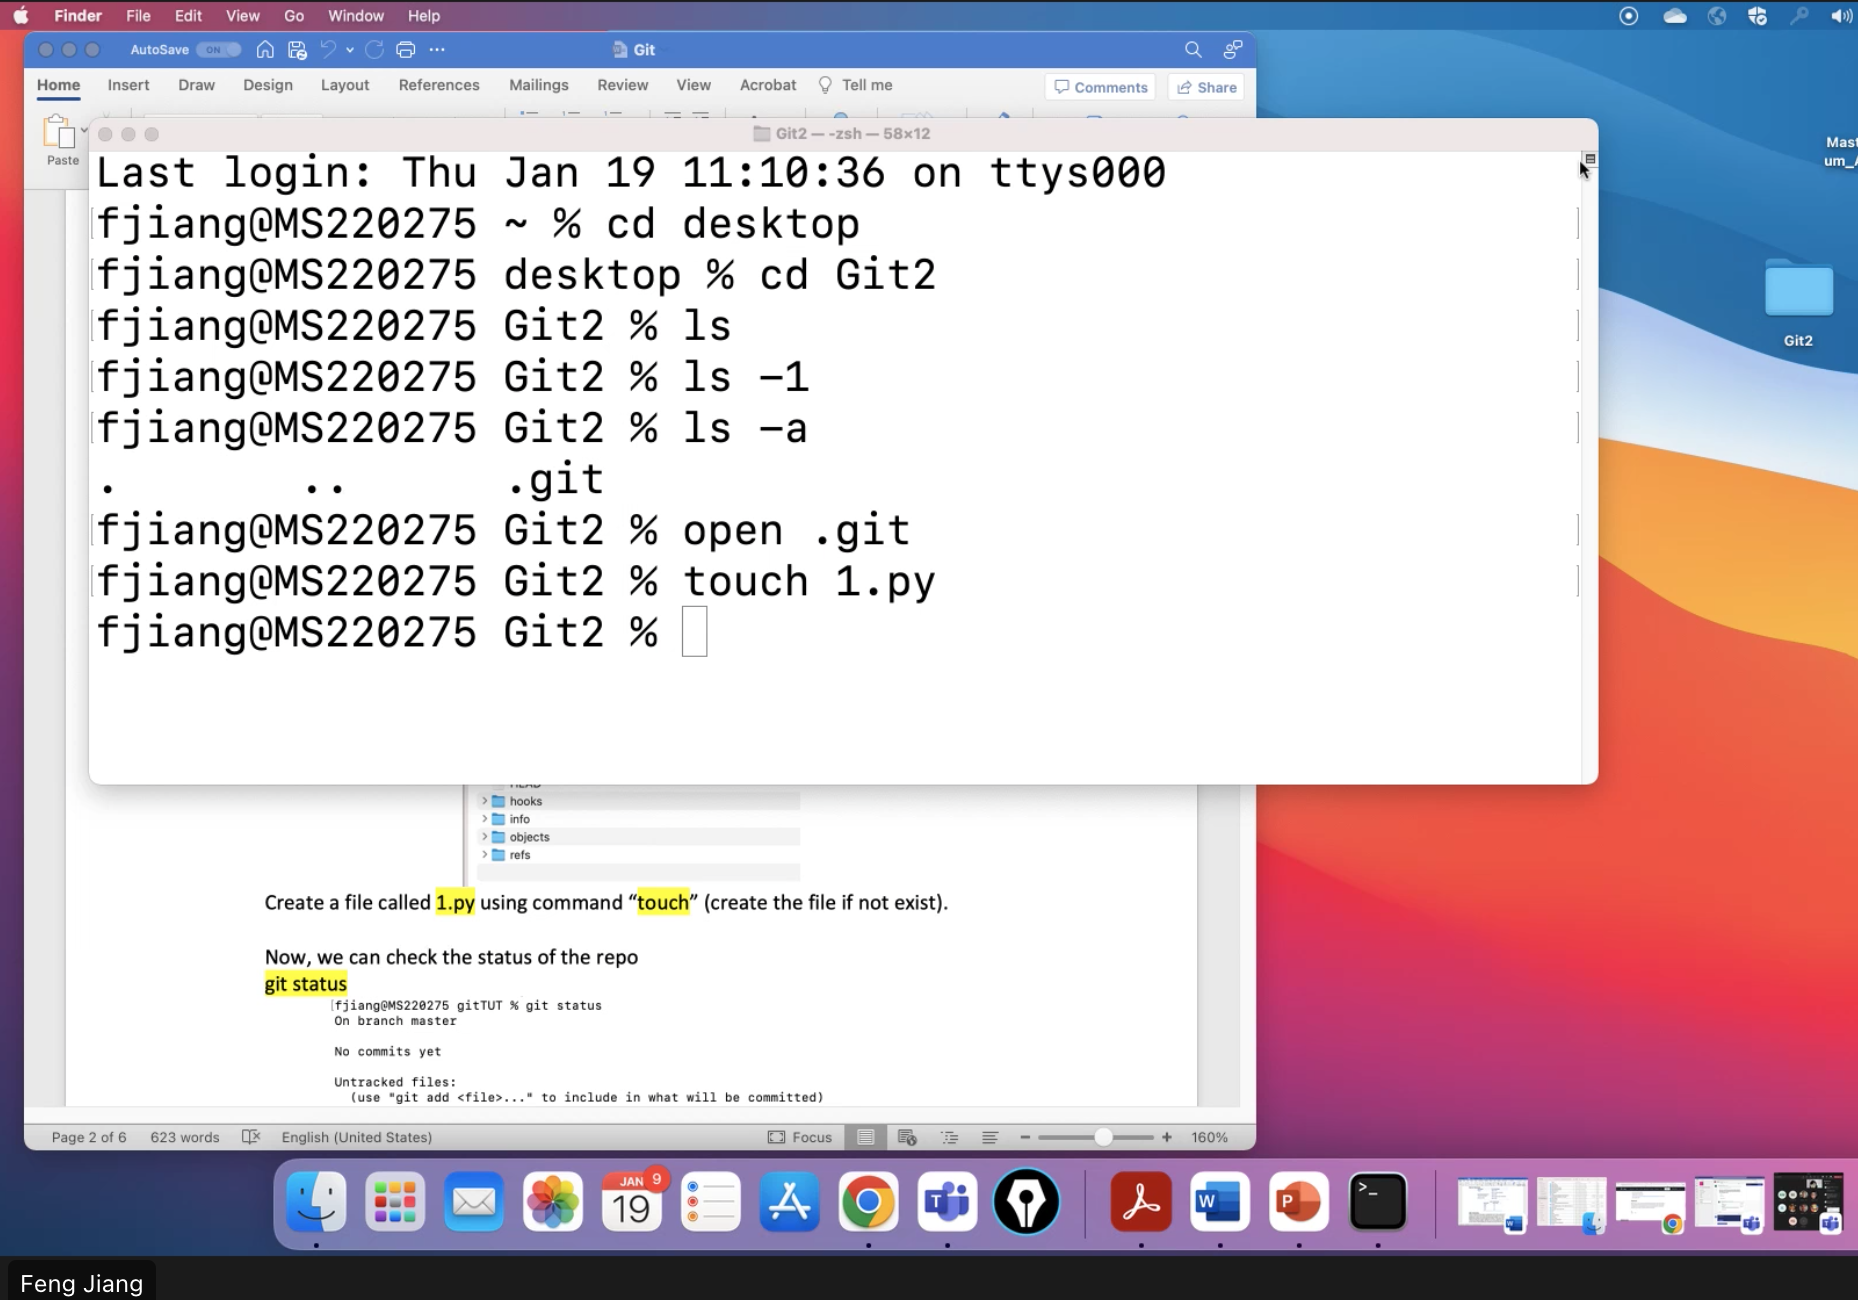 Finder File Edit View Go Window Help
AutoSave ON Git
Home Insert Draw Design Layout References Mailings Review View Acrobat Tell me Comments Share
Paste
Git2 — -zsh — 58×12
Last login: Thu Jan 19 11:10:36 on ttys000
fjiang@MS220275 ~ % cd desktop
fjiang@MS220275 desktop % cd Git2
fjiang@MS220275 Git2 % ls
fjiang@MS220275 Git2 % ls -1
fjiang@MS220275 Git2 % ls -a
. .. .git
fjiang@MS220275 Git2 % open .git
fjiang@MS220275 Git2 % touch 1.py
fjiang@MS220275 Git2 %
Mast
um_A
Git2
HEAD
hooks
info
objects
refs
Create a file called 1.py using command “touch” (create the file if not exist).
Now, we can check the status of the repo
git status
fjiang@MS220275 gitTUT % git status
On branch master
No commits yet
Untracked files:
(use "git add <file>..." to include in what will be committed)
Page 2 of 6 623 words English (United States) Focus 160%
JAN 9
19
T
W
P
>_
Feng Jiang